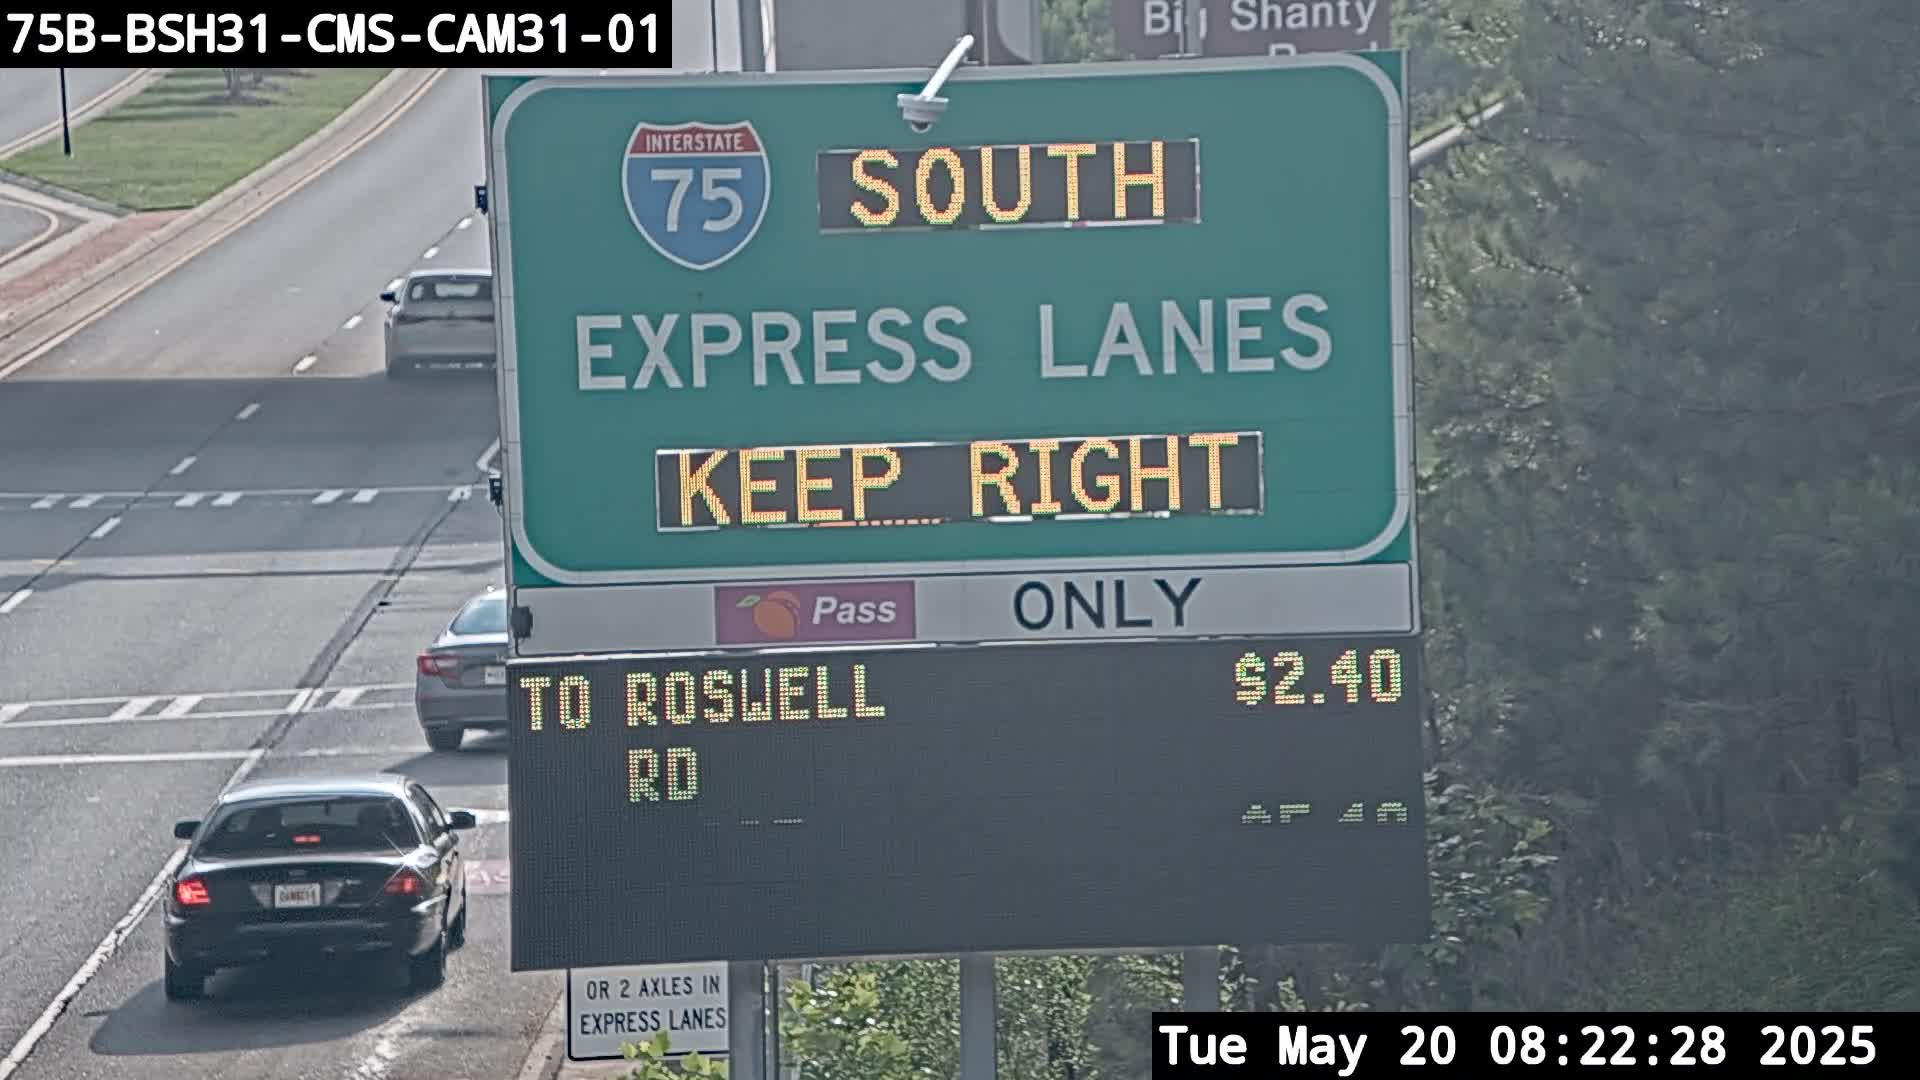 75B-BSH31-CMS-CAM31-01
Big Shanty
INTERSTATE
75
SOUTH
EXPRESS LANES
KEEP RIGHT
Pass
ONLY
TO ROSWELL $2.40
RD
OR 2 AXLES IN
EXPRESS LANES
Tue May 20 08:22:28 2025